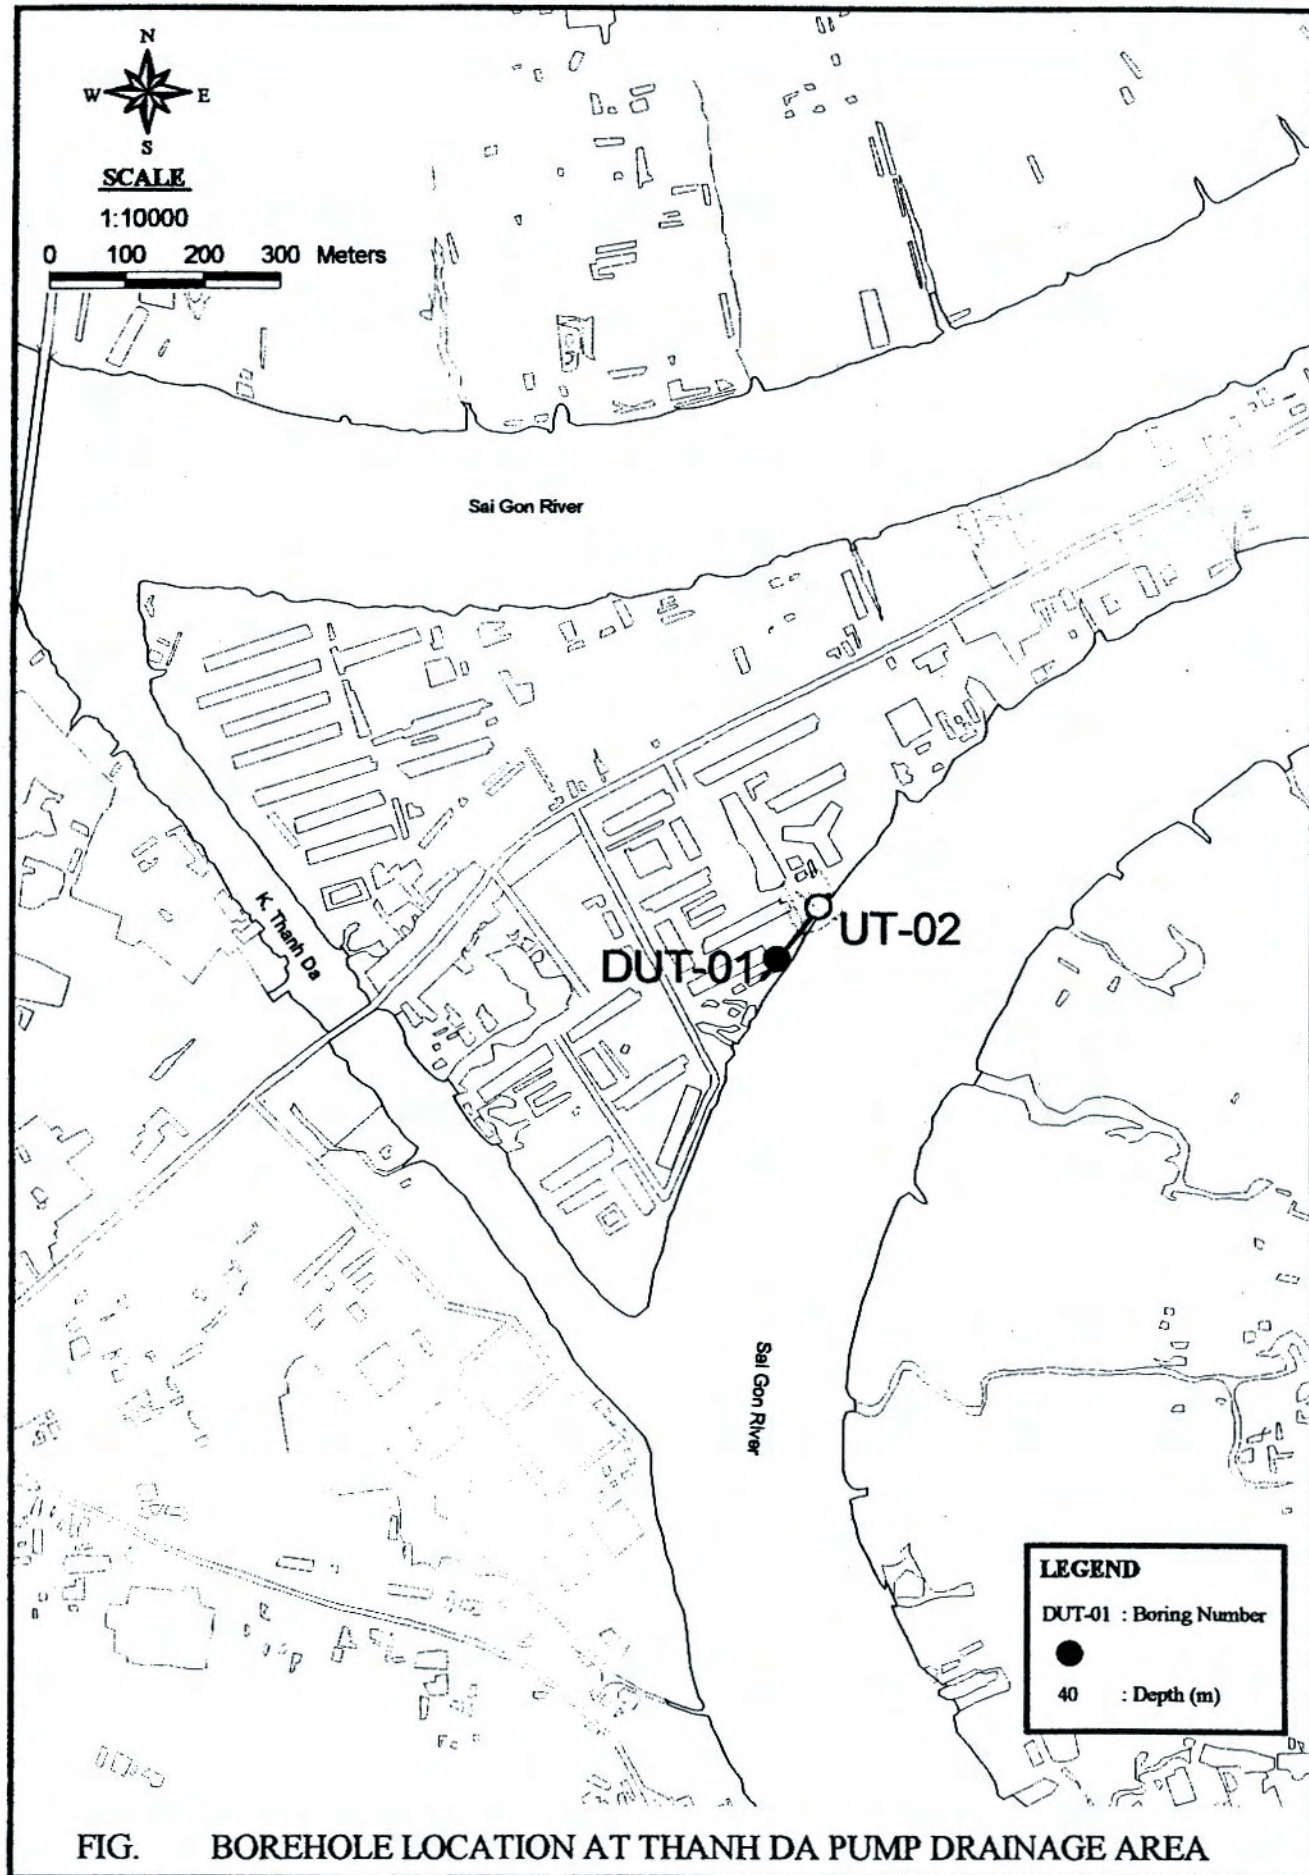 N
W E
S
SCALE
1:10000
0 100 200 300 Meters
Sai Gon River
K. Thanh Da
UT-02
DUT-01
Sai Gon River
LEGEND
DUT-01 : Boring Number
40 : Depth (m)
FIG. BOREHOLE LOCATION AT THANH DA PUMP DRAINAGE AREA